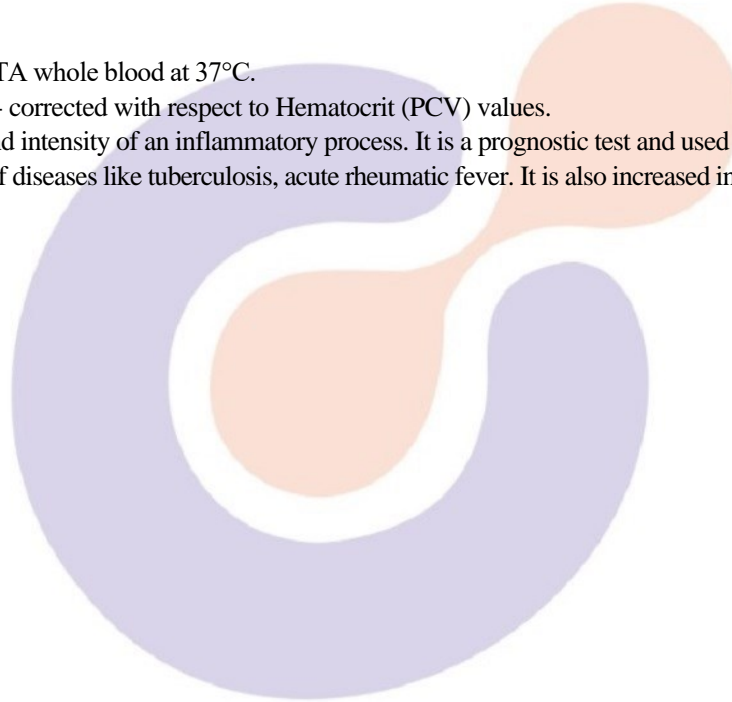 TA whole blood at 37°C.
- corrected with respect to Hematocrit (PCV) values.
d intensity of an inflammatory process. It is a prognostic test and used
f diseases like tuberculosis, acute rheumatic fever. It is also increased in